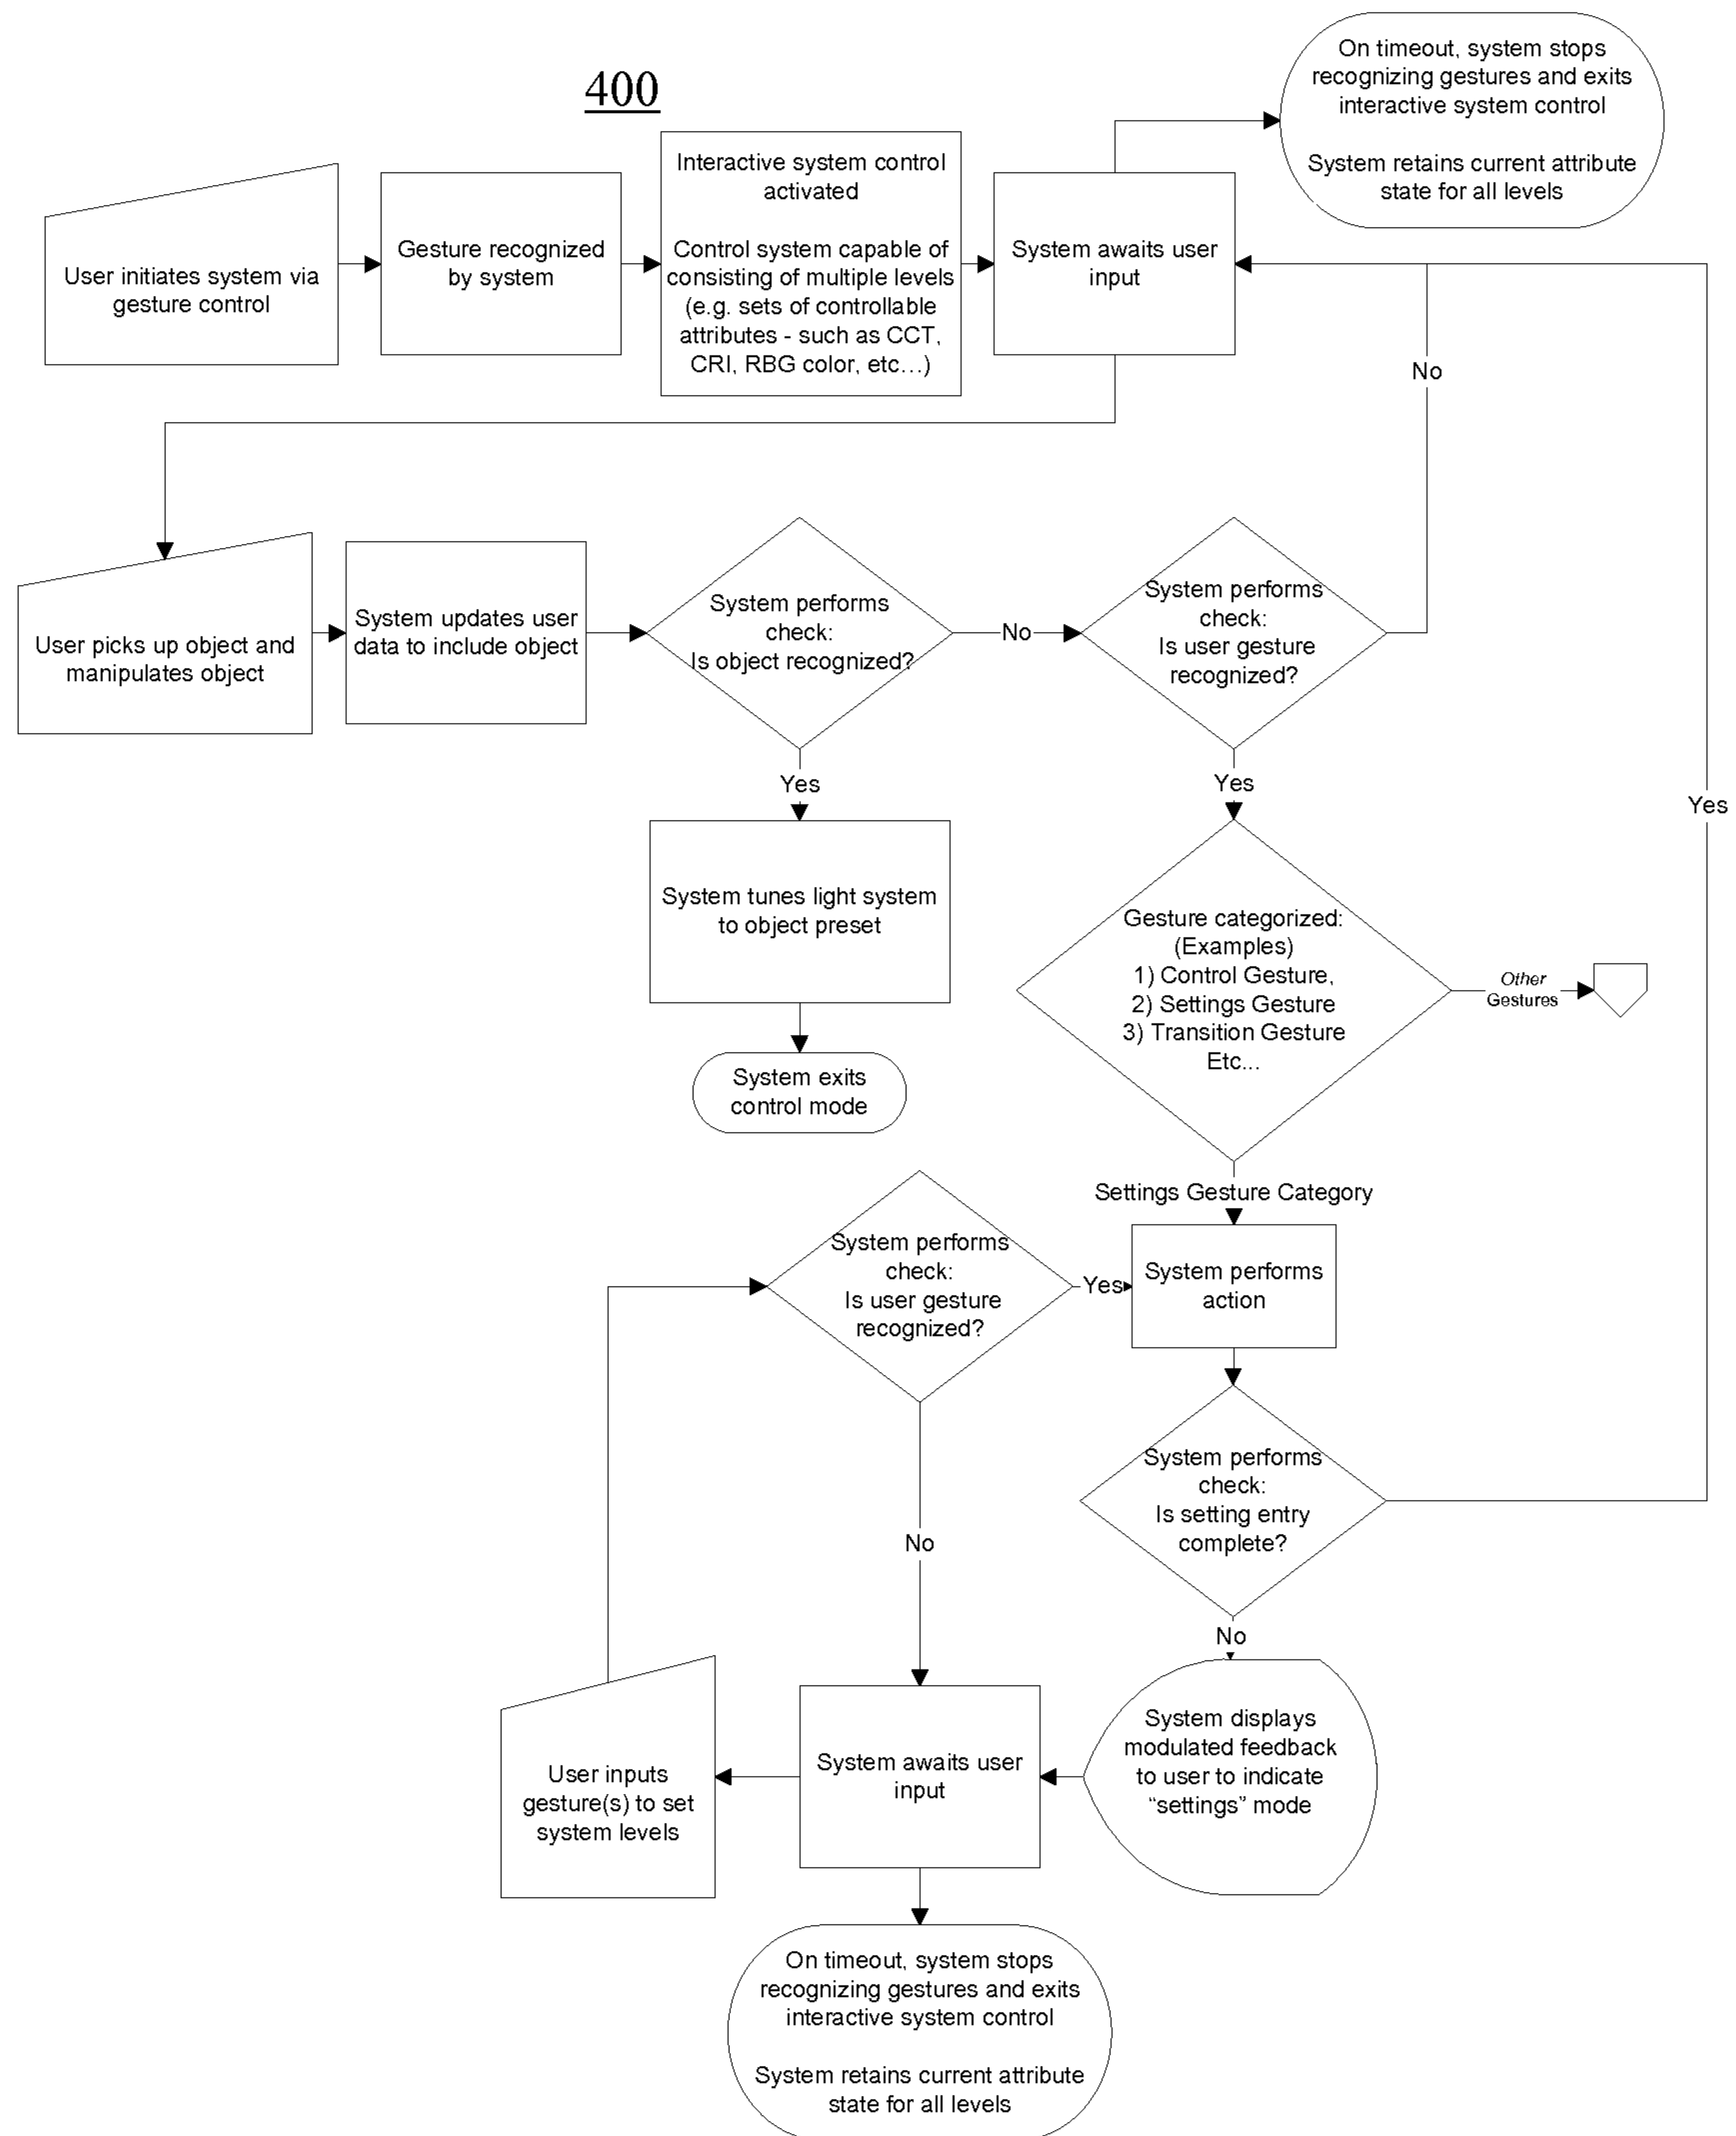 400
On timeout, system stops
recognizing gestures and exits
interactive system control
System retains current attribute
state for all levels
User initiates system via
gesture control
Gesture recognized
by system
Interactive system control
activated
Control system capable of
consisting of multiple levels
(e.g. sets of controllable
attributes - such as CCT,
CRI, RBG color, etc...)
System awaits user
input
No
User picks up object and
manipulates object
System updates user
data to include object
System performs
check:
Is object recognized?
No
System performs
check:
Is user gesture
recognized?
Yes
Yes
Yes
System tunes light system
to object preset
System exits
control mode
Gesture categorized:
(Examples)
1) Control Gesture,
2) Settings Gesture
3) Transition Gesture
Etc...
Other
Gestures
Settings Gesture Category
System performs
check:
Is user gesture
recognized?
Yes
System performs
action
System performs
check:
Is setting entry
complete?
No
No
User inputs
gesture(s) to set
system levels
System awaits user
input
System displays
modulated feedback
to user to indicate
“settings” mode
On timeout, system stops
recognizing gestures and exits
interactive system control
System retains current attribute
state for all levels